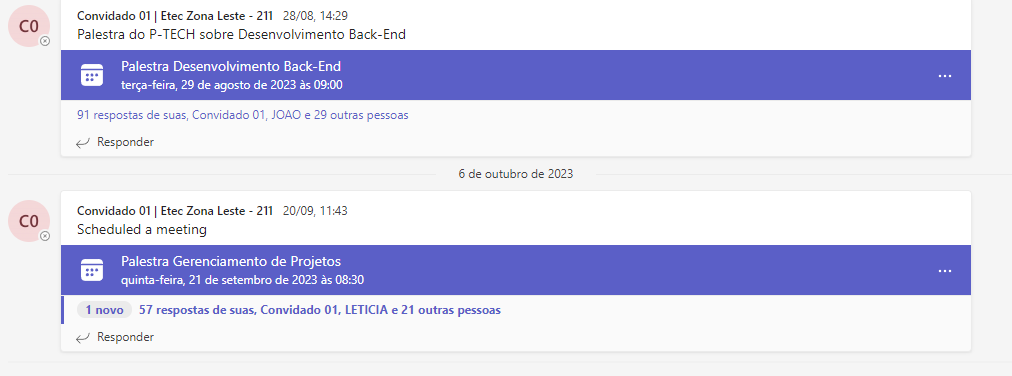 C0
Convidado 01 | Etec Zona Leste - 211 28/08, 14:29
Palestra do P-TECH sobre Desenvolvimento Back-End
Palestra Desenvolvimento Back-End
terça-feira, 29 de agosto de 2023 às 09:00
91 respostas de suas, Convidado 01, JOAO e 29 outras pessoas
Responder
6 de outubro de 2023
C0
Convidado 01 | Etec Zona Leste - 211 20/09, 11:43
Scheduled a meeting
Palestra Gerenciamento de Projetos
quinta-feira, 21 de setembro de 2023 às 08:30
1 novo 57 respostas de suas, Convidado 01, LETICIA e 21 outras pessoas
Responder